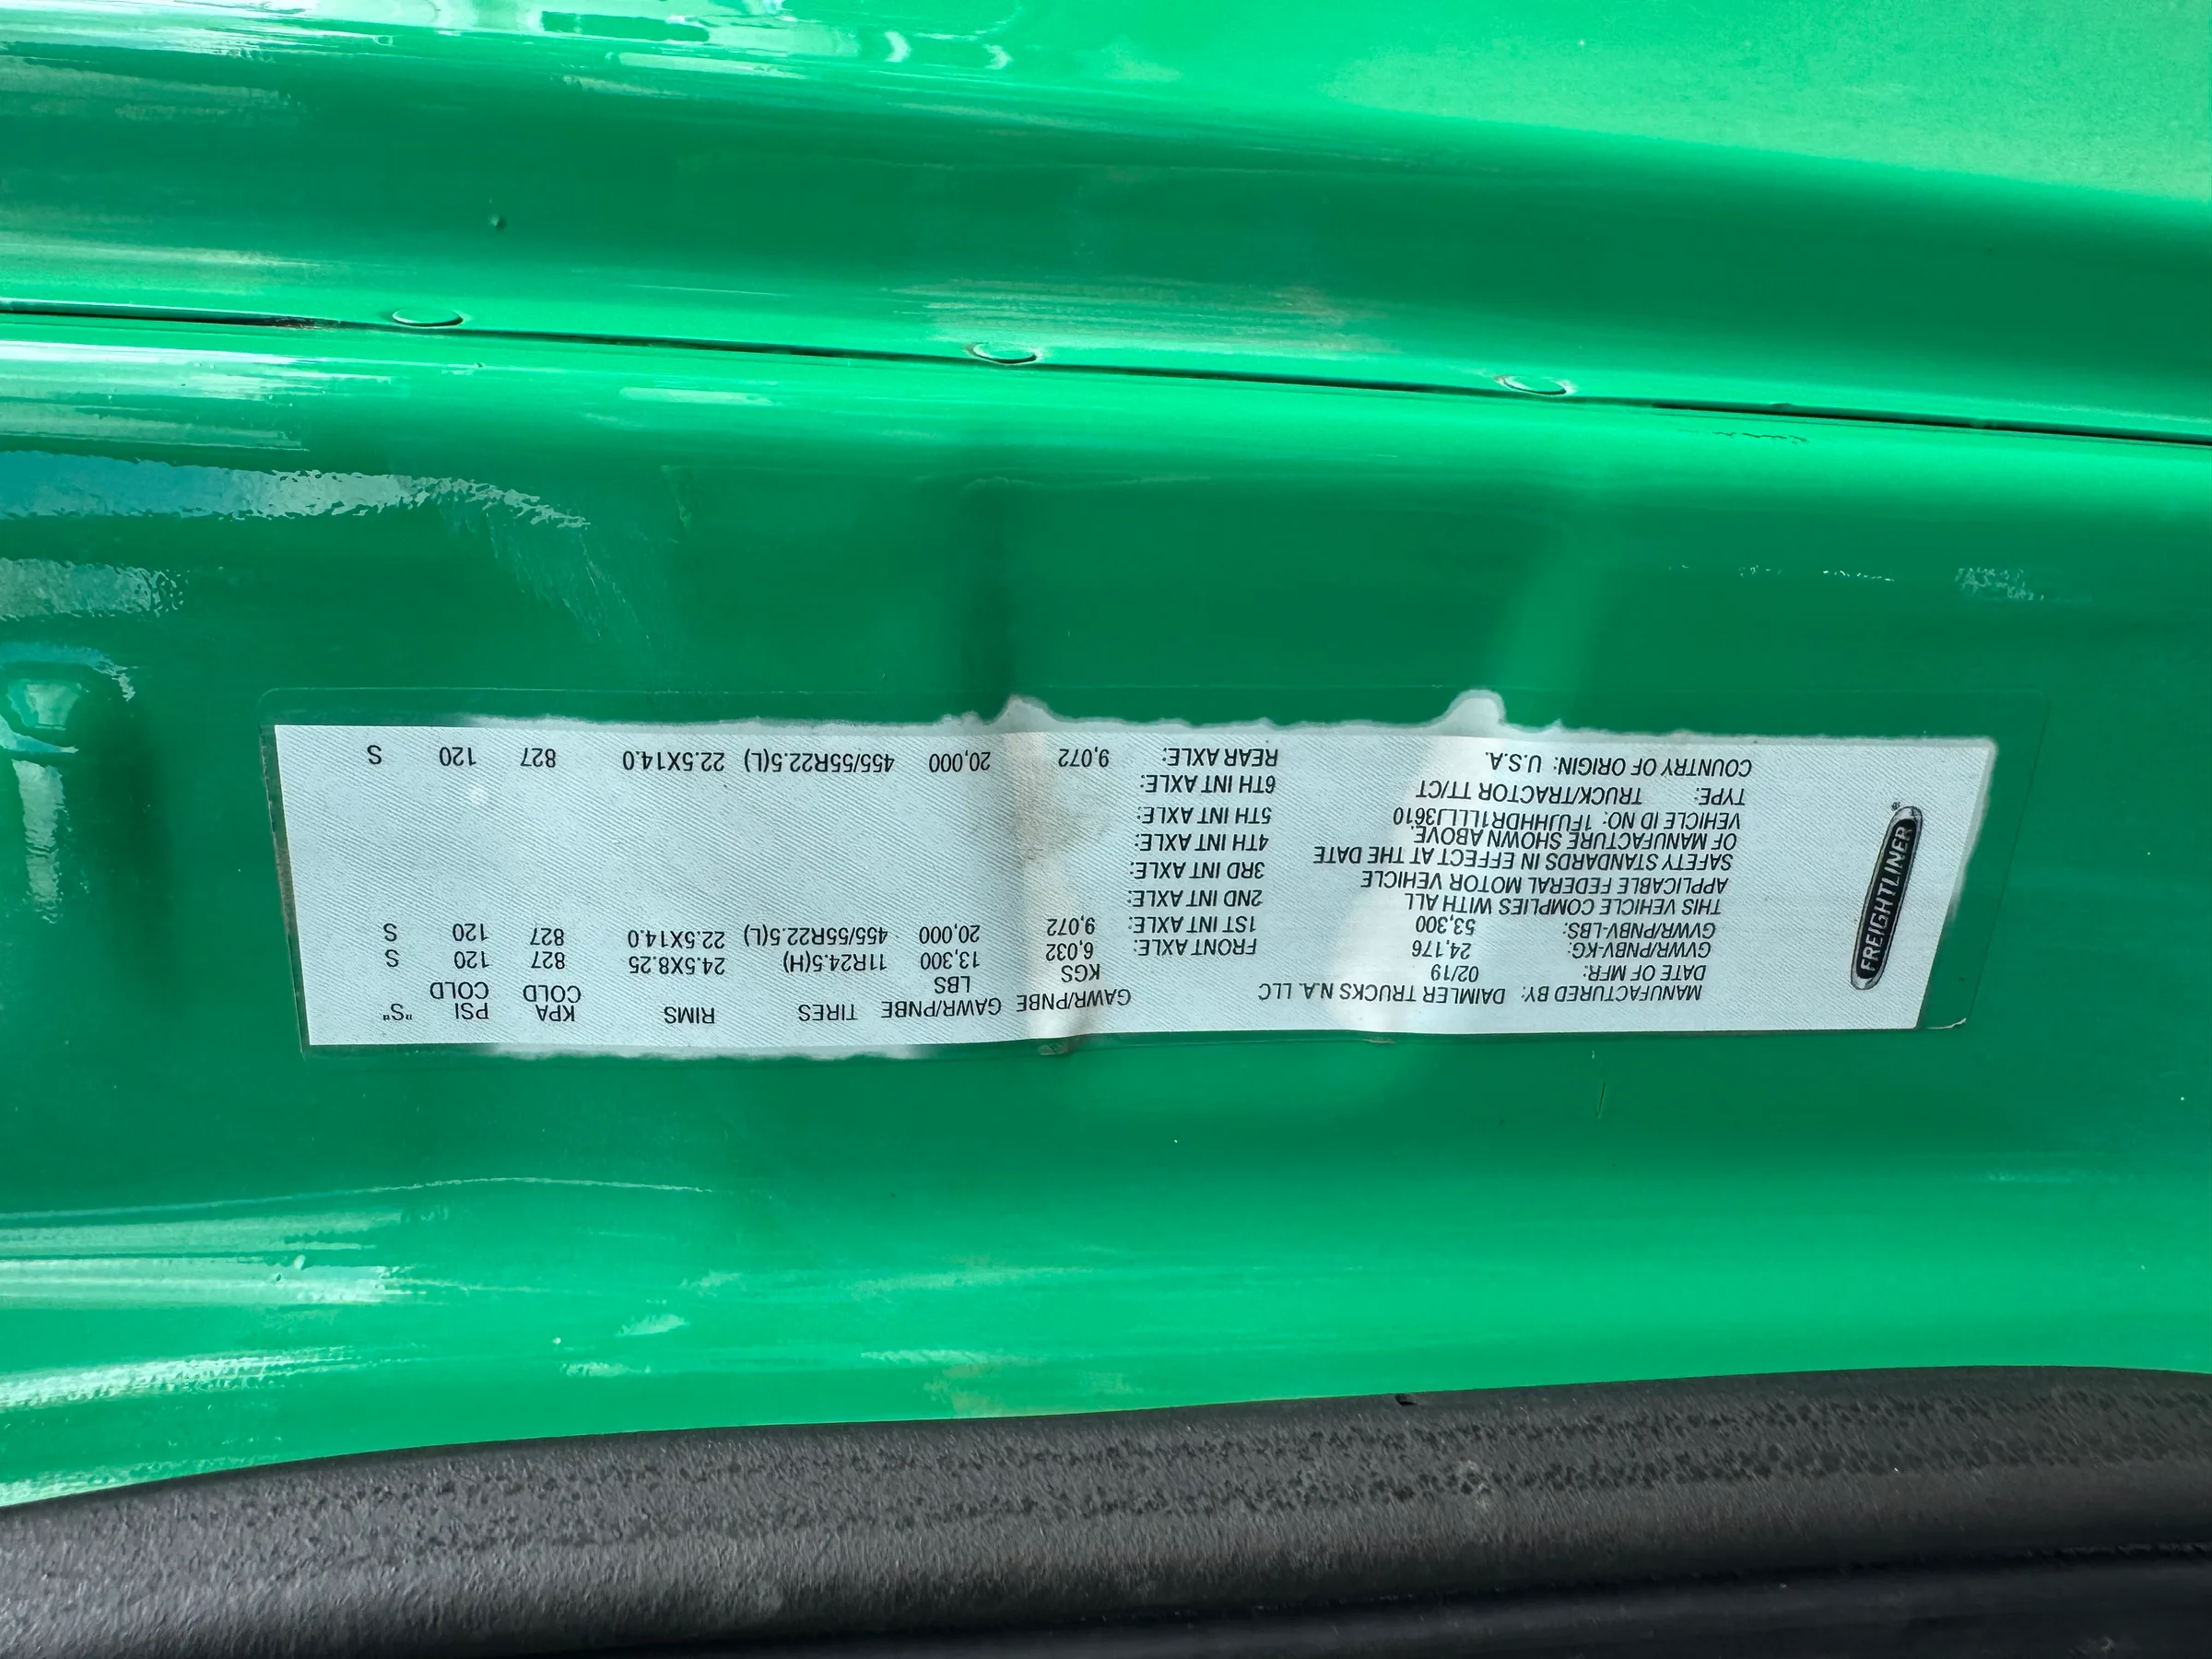 FREIGHTLINER®
MANUFACTURED BY: DAIMLER TRUCKS N.A. LLC
DATE OF MFR: 02/19
GVWR/PNBV-KG: 24,176
GVWR/PNBV-LBS: 53,300
THIS VEHICLE COMPLIES WITH ALL
APPLICABLE FEDERAL MOTOR VEHICLE
SAFETY STANDARDS IN EFFECT AT THE DATE
OF MANUFACTURE SHOWN ABOVE.
VEHICLE ID NO: 1FUJHHDR1LLLJ3610
TYPE: TRUCK/TRACTOR TT/CT
COUNTRY OF ORIGIN: U.S.A.
GAWR/PNBE GAWR/PNBE TIRES RIMS KPA PSI "S"
KGS LBS COLD COLD
FRONT AXLE: 6,032 13,300 11R24.5(H) 24.5X8.25 827 120 S
1ST INT AXLE: 9,072 20,000 455/55R22.5(L) 22.5X14.0 827 120 S
2ND INT AXLE:
3RD INT AXLE:
4TH INT AXLE:
5TH INT AXLE:
6TH INT AXLE:
REAR AXLE: 9,072 20,000 455/55R22.5(L) 22.5X14.0 827 120 S